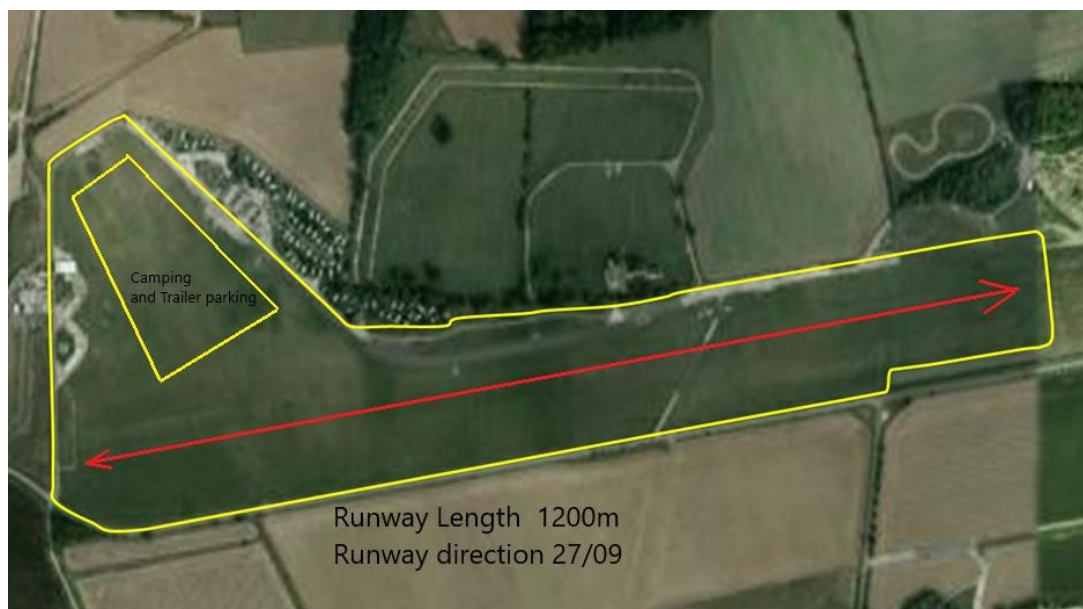 Camping
and Trailer parking
Runway Length 1200m
Runway direction 27/09